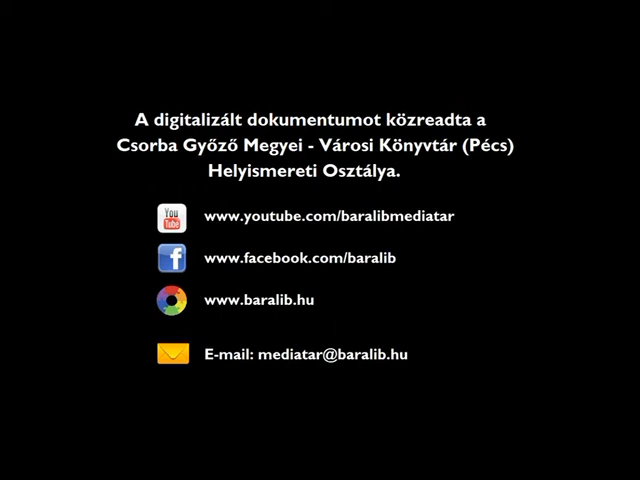 A digitalizált dokumentumot közreadta a
Csorba Győző Megyei - Városi Könyvtár (Pécs)
Helyismereti Osztálya.
You Tube www.youtube.com/baralibmediatar
f www.facebook.com/baralib
www.baralib.hu
E-mail: mediatar@baralib.hu